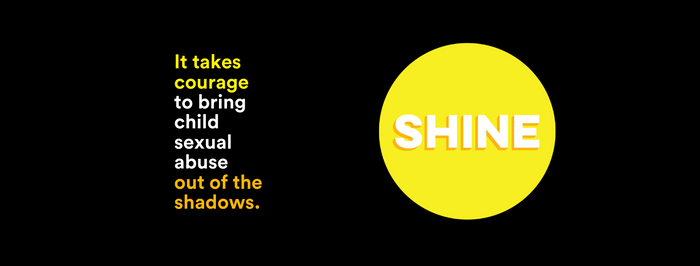 It takes
courage
to bring
child
sexual
abuse
out of the
shadows.
SHINE